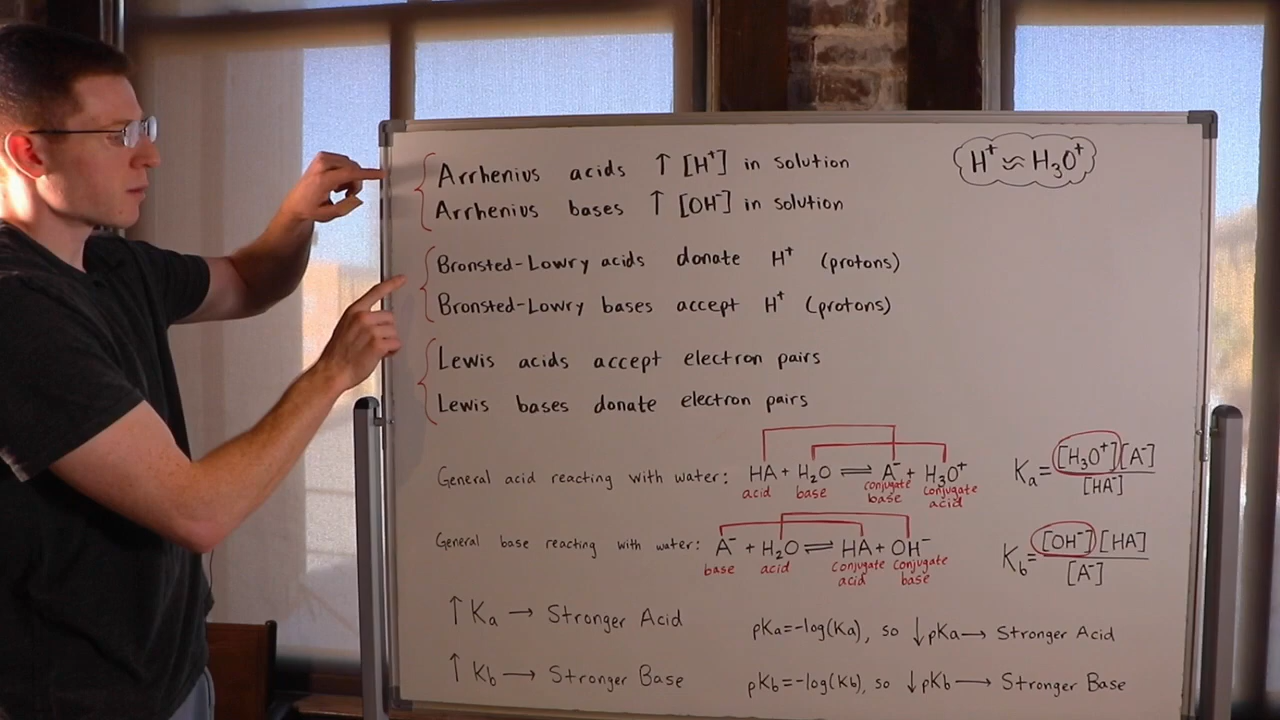 Arrhenius acids ↑ [H⁺] in solution
H⁺ ≈ H₃O⁺
Arrhenius bases ↑ [OH⁻] in solution
Bronsted-Lowry acids donate H⁺ (protons)
Bronsted-Lowry bases accept H⁺ (protons)
Lewis acids accept electron pairs
Lewis bases donate electron pairs
General acid reacting with water: HA + H₂O ⇌ A⁻ + H₃O⁺
acid base conjugate base conjugate acid
Ka = [H₃O⁺][A⁻] / [HA⁻]
General base reacting with water: A⁻ + H₂O ⇌ HA + OH⁻
base acid conjugate acid conjugate base
Kb = [OH⁻][HA] / [A⁻]
↑ Ka → Stronger Acid
pKa=-log(Ka), so ↓pKa → Stronger Acid
↑ Kb → Stronger Base
pKb=-log(Kb), so ↓pKb → Stronger Base